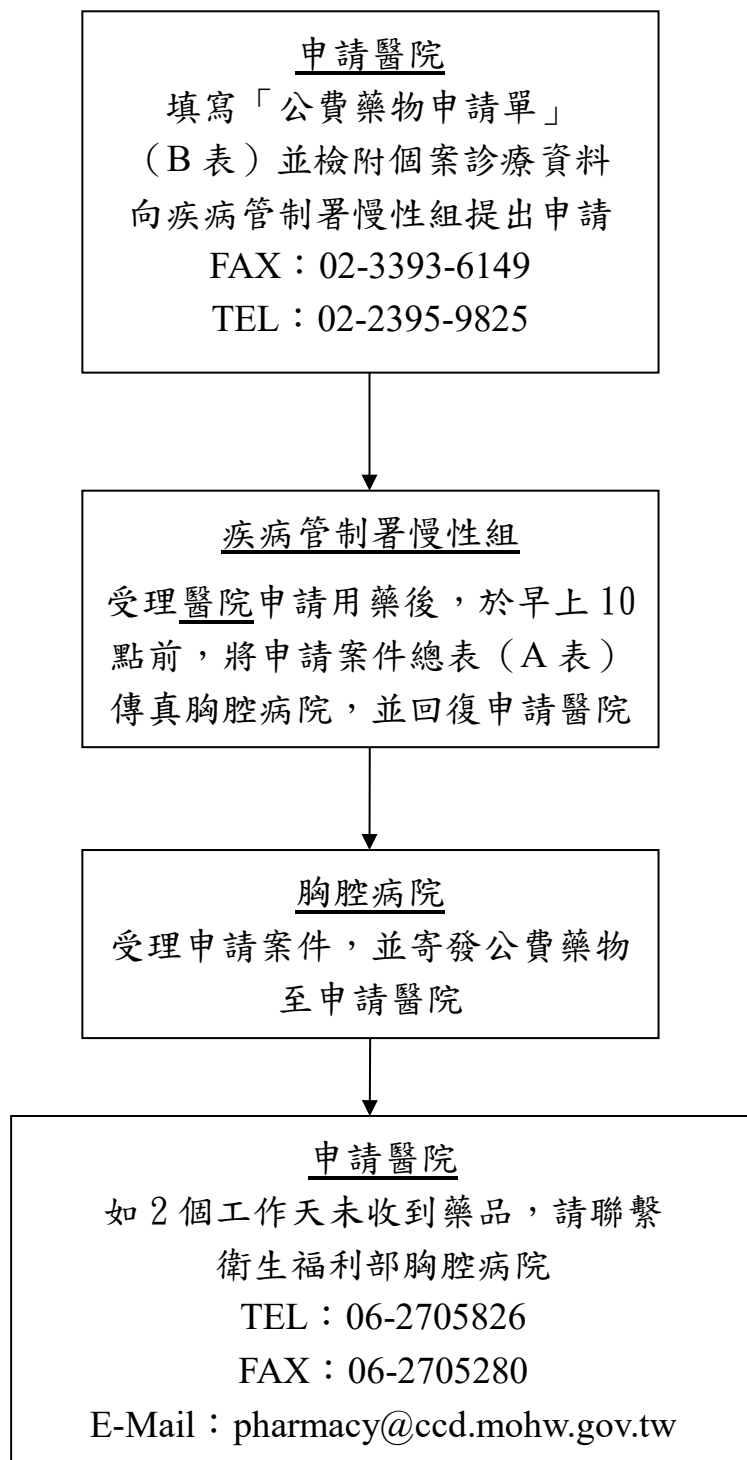 申請醫院
填寫「公費藥物申請單」
（B 表）並檢附個案診療資料
向疾病管制署慢性組提出申請
FAX：02-3393-6149
TEL：02-2395-9825
疾病管制署慢性組
受理醫院申請用藥後，於早上 10
點前，將申請案件總表（A 表）
傳真胸腔病院，並回復申請醫院
胸腔病院
受理申請案件，並寄發公費藥物
至申請醫院
申請醫院
如 2 個工作天未收到藥品，請聯繫
衛生福利部胸腔病院
TEL：06-2705826
FAX：06-2705280
E-Mail：pharmacy@ccd.mohw.gov.tw